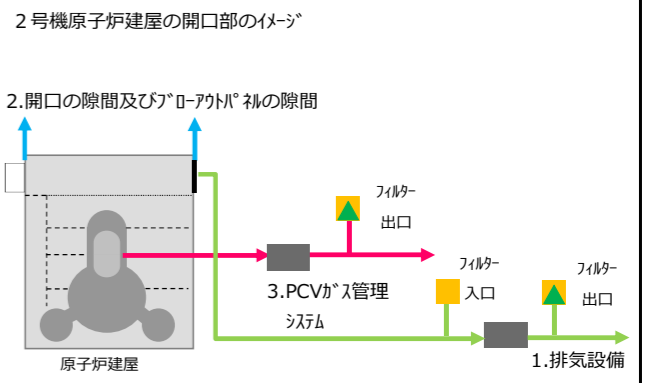 ２号機原子炉建屋の開口部のｲﾒｰｼﾞ
2.開口の隙間及びﾌﾞﾛｰｱｳﾄﾊﾟﾈﾙの隙間
ﾌｨﾙﾀｰ
出口
3.PCVｶﾞｽ管理
ｼｽﾃﾑ
ﾌｨﾙﾀｰ
入口
ﾌｨﾙﾀｰ
出口
1.排気設備
原子炉建屋